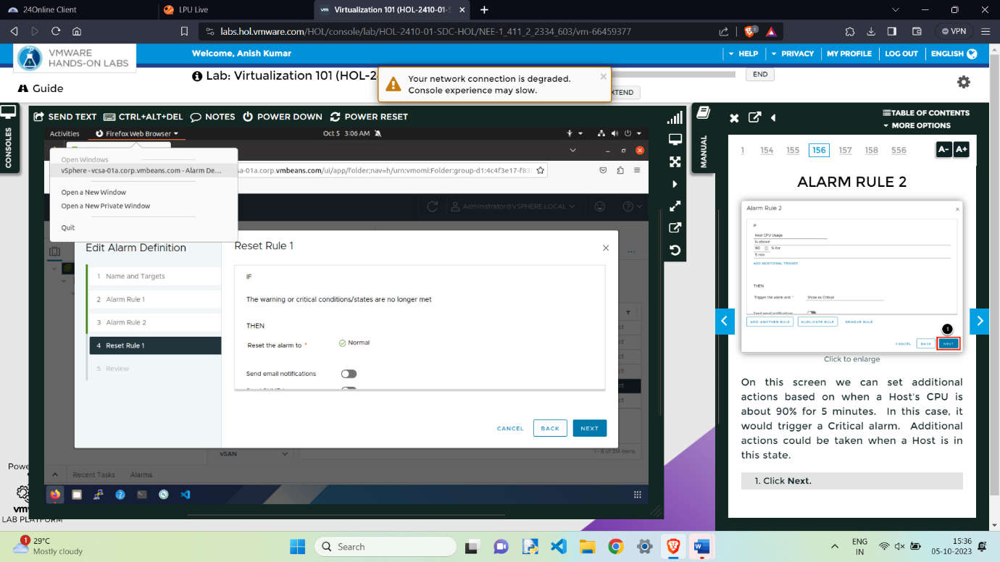 24Online Client
LPU Live
vm Virtualization 101 (HOL-2410-01-S
labs.hol.vmware.com/HOL/console/lab/HOL-2410-01-SDC-HOL/NEE-1_411_2_2334_603/vm-66459377
1
VPN
VMWARE
HANDS-ON LABS
Welcome, Anish Kumar
HELP
PRIVACY
MY PROFILE
LOG OUT
ENGLISH
Lab: Virtualization 101 (HOL-2
Guide
Your network connection is degraded.
Console experience may slow.
END
XTEND
CONSOLES
SEND TEXT
CTRL+ALT+DEL
NOTES
POWER DOWN
POWER RESET
Activities
Firefox Web Browser
Oct 5 3:06 AM
Open Windows
vSphere - vcsa-01a.corp.vmbeans.com - Alarm De...
Open a New Window
Open a New Private Window
Quit
sa-01a.corp.vmbeans.com/ui/app/folder;nav=h/urn:vmomi:Folder:group-d1:4c4f3e17-f83
Administrator@VSPHERE.LOCAL
Edit Alarm Definition
1 Name and Targets
2 Alarm Rule 1
3 Alarm Rule 2
4 Reset Rule 1
5 Review
Reset Rule 1
IF
The warning or critical conditions/states are no longer met
THEN
Reset the alarm to *
Normal
Send email notifications
CANCEL
BACK
NEXT
ct
ct
ct
ct
ct
ct
vSAN
1 - 6 of 314 items
Recent Tasks
Alarms
Powe
vmw
LAB PLATFORM
MANUAL
TABLE OF CONTENTS
MORE OPTIONS
1 154 155 156 157 158 556
A- A+
ALARM RULE 2
Alarm Rule 2
IF
Host CPU Usage
is above
90 % for
5 min
ADD ADDITIONAL TRIGGER
THEN
Trigger the alarm and *
Show as Critical
Send email notifications
ADD ANOTHER RULE
DUPLICATE RULE
REMOVE RULE
1
CANCEL
BACK
NEXT
Click to enlarge
On this screen we can set additional
actions based on when a Host's CPU is
about 90% for 5 minutes. In this case, it
would trigger a Critical alarm. Additional
actions could be taken when a Host is in
this state.
1. Click Next.
1
29°C
Mostly cloudy
Search
ENG
IN
15:36
05-10-2023